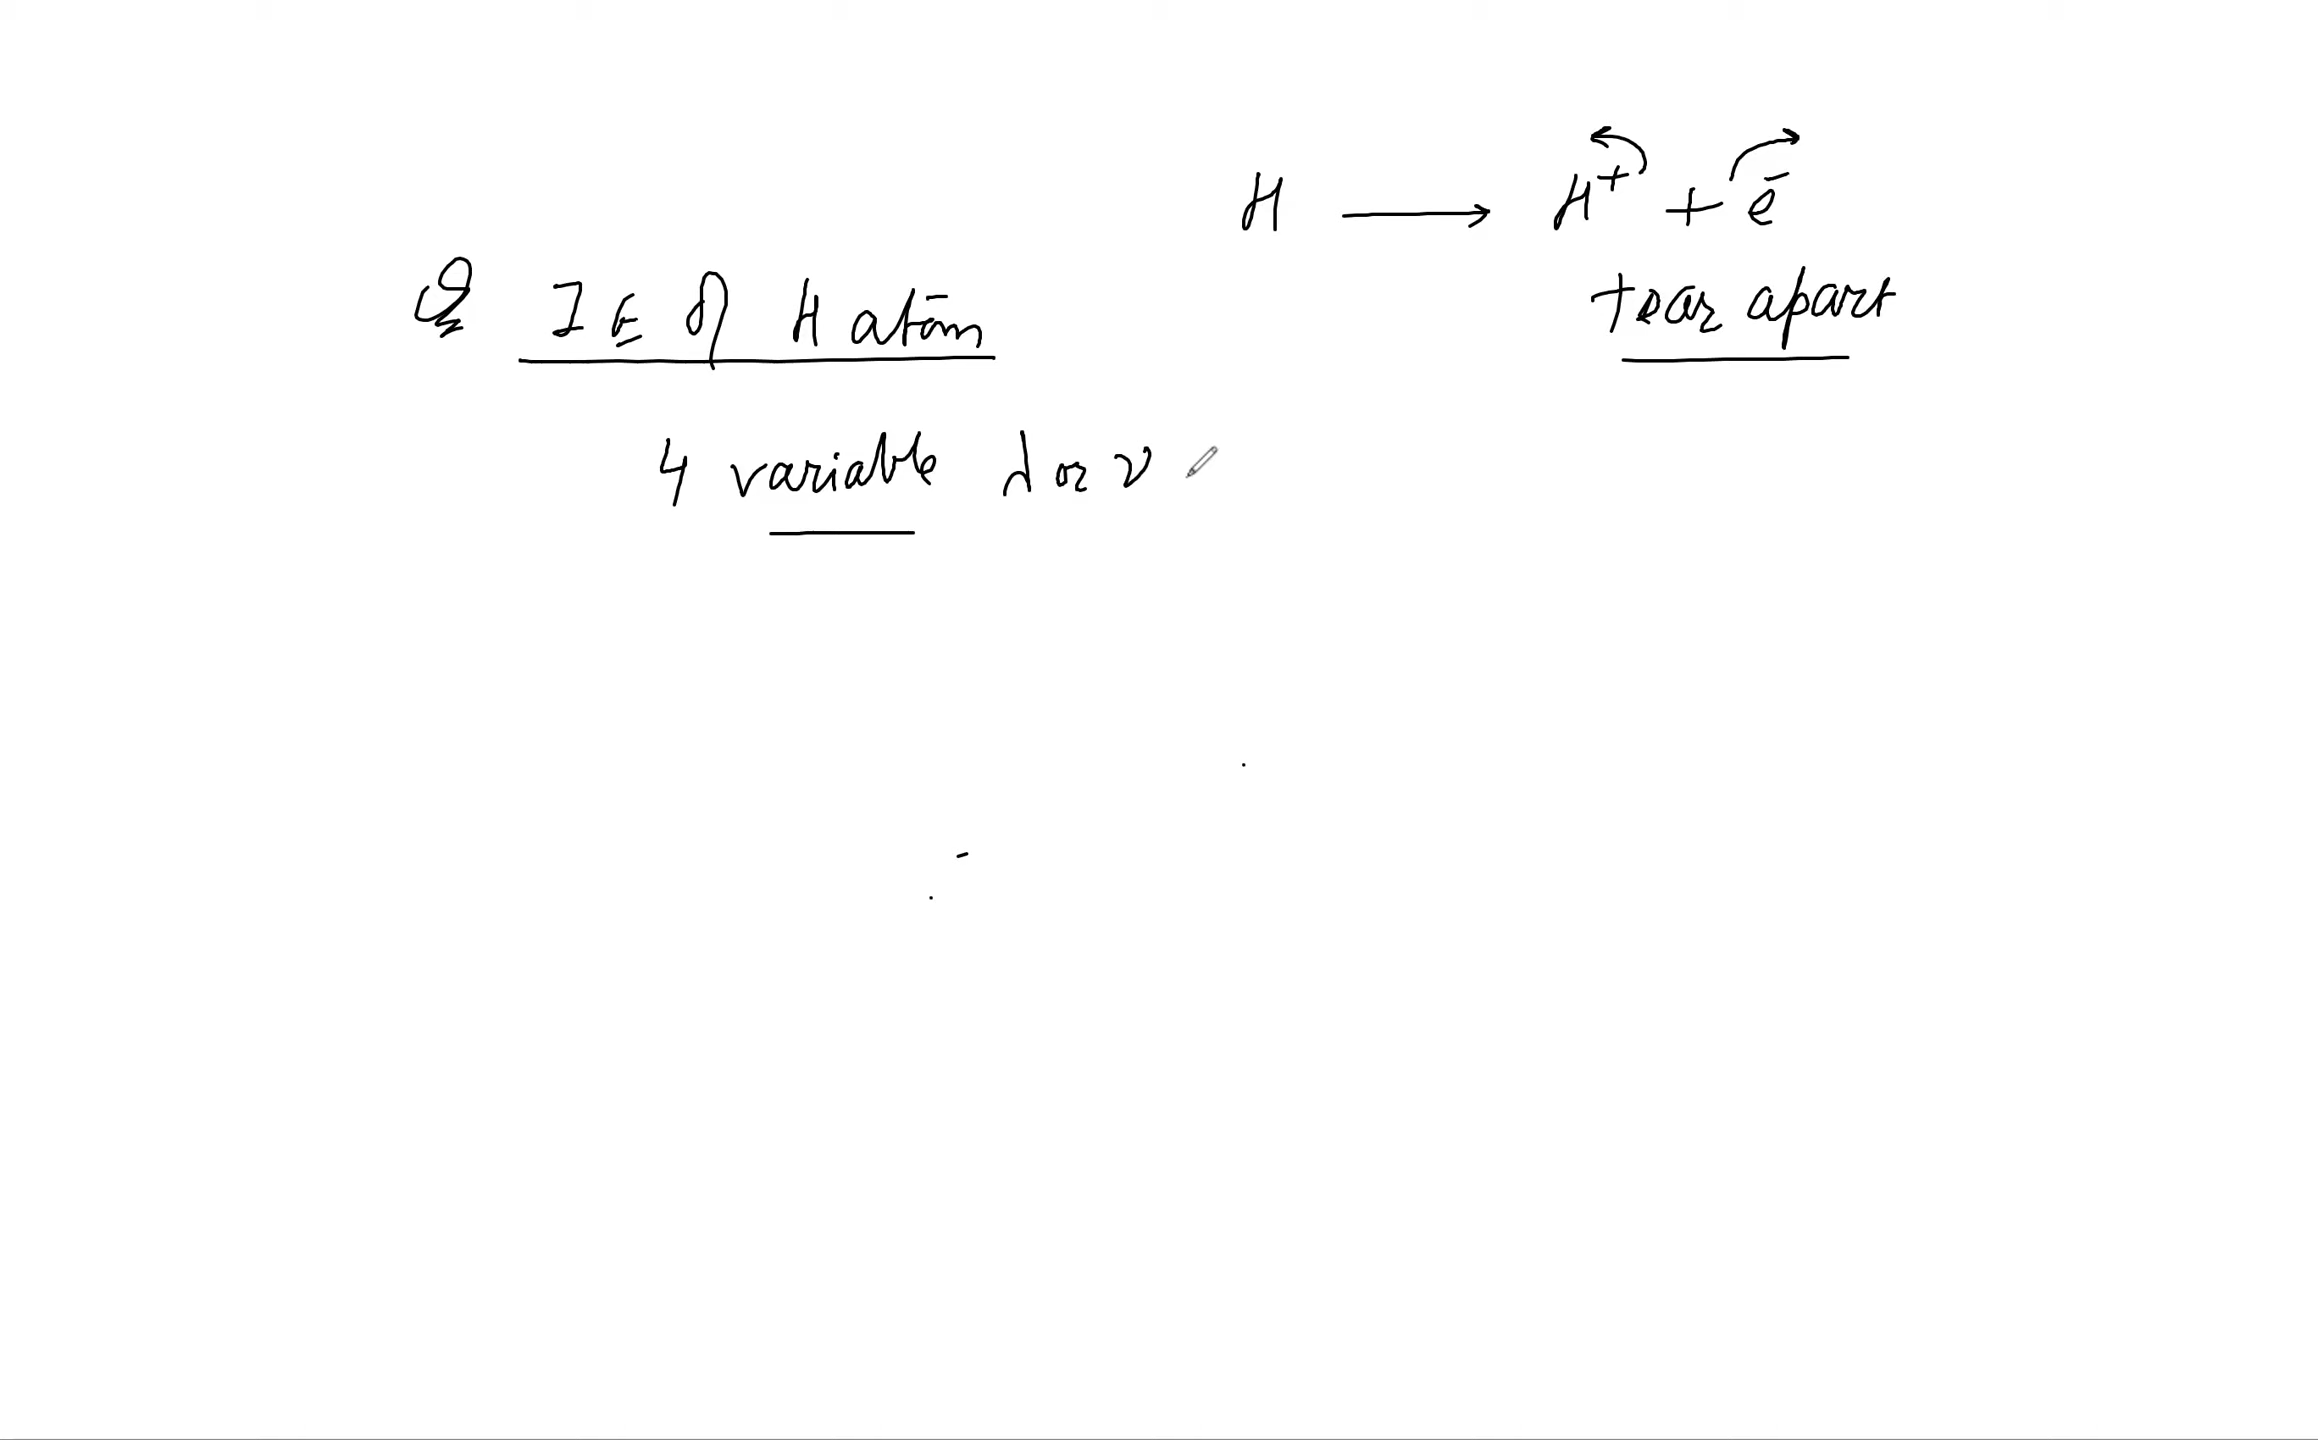 H ⟶ H⁺ + e⁻
Q IE of H atom
tear apart
4 variable λ or ν